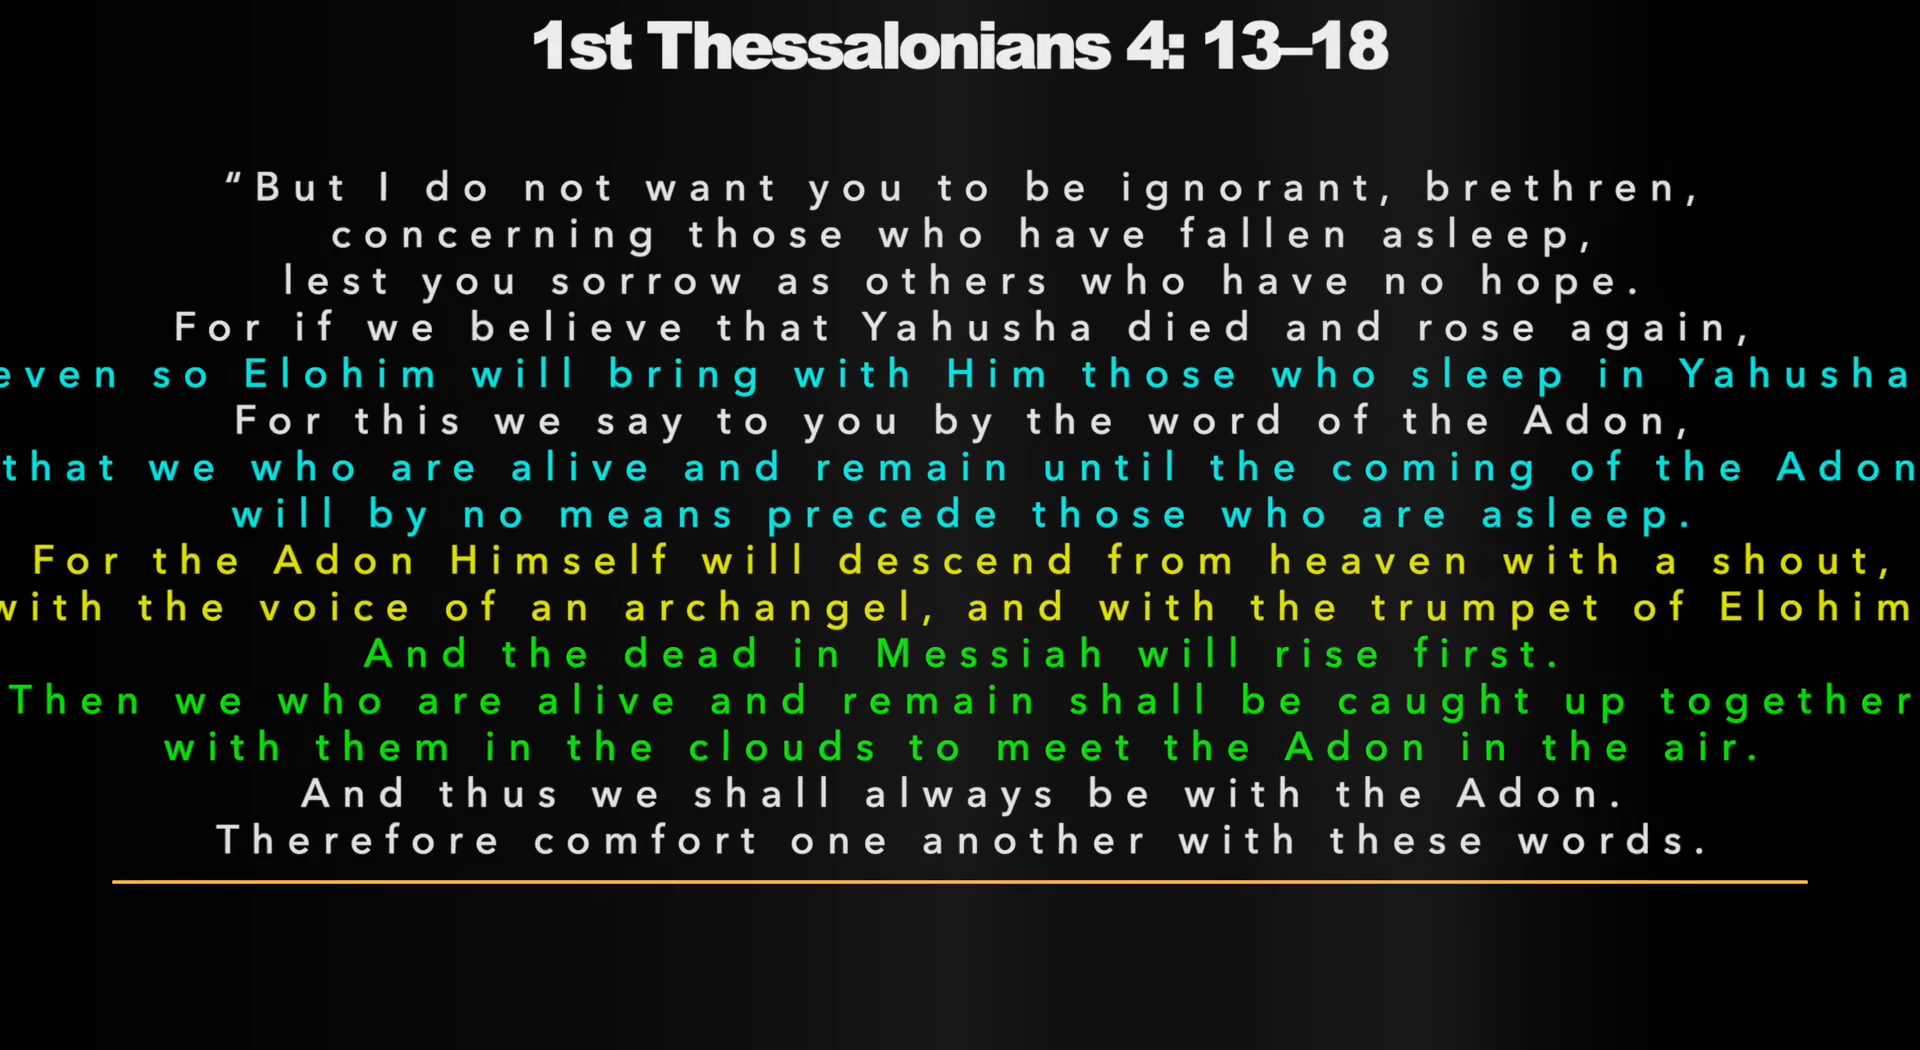 1st Thessalonians 4: 13–18
“But I do not want you to be ignorant, brethren,
concerning those who have fallen asleep,
lest you sorrow as others who have no hope.
For if we believe that Yahusha died and rose again,
even so Elohim will bring with Him those who sleep in Yahusha
For this we say to you by the word of the Adon,
that we who are alive and remain until the coming of the Adon
will by no means precede those who are asleep.
For the Adon Himself will descend from heaven with a shout,
with the voice of an archangel, and with the trumpet of Elohim
And the dead in Messiah will rise first.
Then we who are alive and remain shall be caught up together
with them in the clouds to meet the Adon in the air.
And thus we shall always be with the Adon.
Therefore comfort one another with these words.